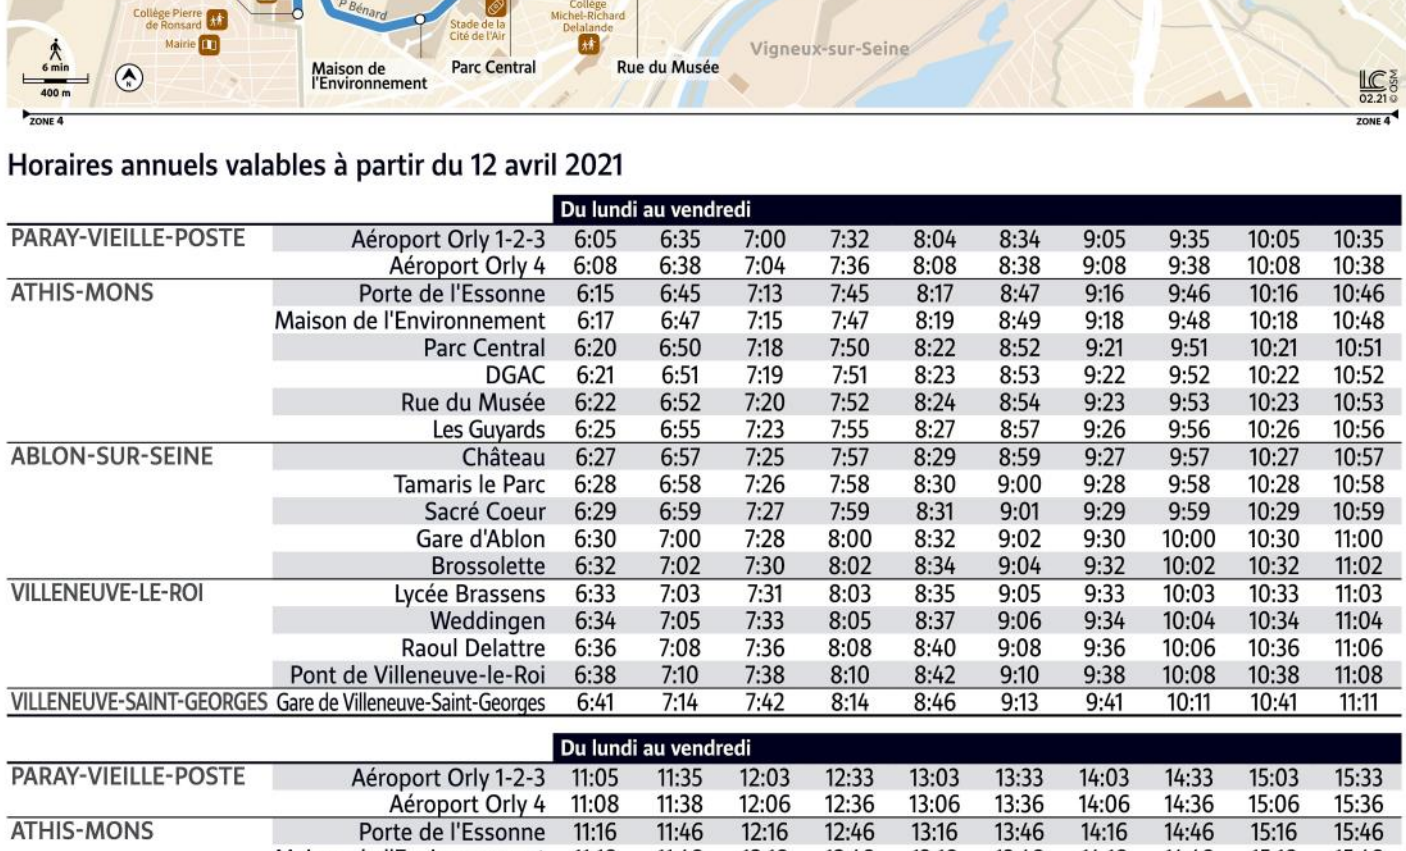 Collège Pierre
de Ronsard
Mairie
P Bénard
Stade de la
Cité de l'Air
Collège
Michel-Richard
Delalande
Vigneux-sur-Seine
6 min
400 m
N
Maison de
l'Environnement
Parc Central
Rue du Musée
LC
02.21 © OSM
ZONE 4
ZONE 4
Horaires annuels valables à partir du 12 avril 2021
Du lundi au vendredi
PARAY-VIEILLE-POSTE Aéroport Orly 1-2-3 6:05 6:35 7:00 7:32 8:04 8:34 9:05 9:35 10:05 10:35
Aéroport Orly 4 6:08 6:38 7:04 7:36 8:08 8:38 9:08 9:38 10:08 10:38
ATHIS-MONS Porte de l'Essonne 6:15 6:45 7:13 7:45 8:17 8:47 9:16 9:46 10:16 10:46
Maison de l'Environnement 6:17 6:47 7:15 7:47 8:19 8:49 9:18 9:48 10:18 10:48
Parc Central 6:20 6:50 7:18 7:50 8:22 8:52 9:21 9:51 10:21 10:51
DGAC 6:21 6:51 7:19 7:51 8:23 8:53 9:22 9:52 10:22 10:52
Rue du Musée 6:22 6:52 7:20 7:52 8:24 8:54 9:23 9:53 10:23 10:53
Les Guyards 6:25 6:55 7:23 7:55 8:27 8:57 9:26 9:56 10:26 10:56
ABLON-SUR-SEINE Château 6:27 6:57 7:25 7:57 8:29 8:59 9:27 9:57 10:27 10:57
Tamaris le Parc 6:28 6:58 7:26 7:58 8:30 9:00 9:28 9:58 10:28 10:58
Sacré Coeur 6:29 6:59 7:27 7:59 8:31 9:01 9:29 9:59 10:29 10:59
Gare d'Ablon 6:30 7:00 7:28 8:00 8:32 9:02 9:30 10:00 10:30 11:00
Brossolette 6:32 7:02 7:30 8:02 8:34 9:04 9:32 10:02 10:32 11:02
VILLENEUVE-LE-ROI Lycée Brassens 6:33 7:03 7:31 8:03 8:35 9:05 9:33 10:03 10:33 11:03
Weddingen 6:34 7:05 7:33 8:05 8:37 9:06 9:34 10:04 10:34 11:04
Raoul Delattre 6:36 7:08 7:36 8:08 8:40 9:08 9:36 10:06 10:36 11:06
Pont de Villeneuve-le-Roi 6:38 7:10 7:38 8:10 8:42 9:10 9:38 10:08 10:38 11:08
VILLENEUVE-SAINT-GEORGES Gare de Villeneuve-Saint-Georges 6:41 7:14 7:42 8:14 8:46 9:13 9:41 10:11 10:41 11:11
Du lundi au vendredi
PARAY-VIEILLE-POSTE Aéroport Orly 1-2-3 11:05 11:35 12:03 12:33 13:03 13:33 14:03 14:33 15:03 15:33
Aéroport Orly 4 11:08 11:38 12:06 12:36 13:06 13:36 14:06 14:36 15:06 15:36
ATHIS-MONS Porte de l'Essonne 11:16 11:46 12:16 12:46 13:16 13:46 14:16 14:46 15:16 15:46